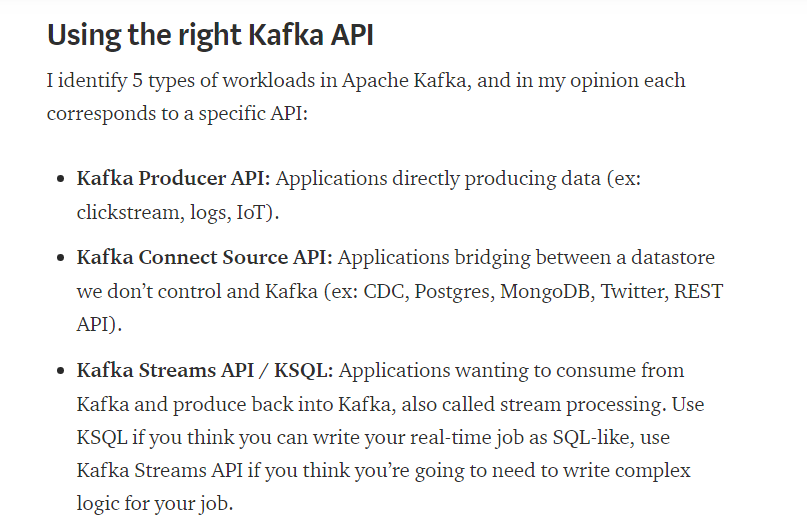 Using the right Kafka API
I identify 5 types of workloads in Apache Kafka, and in my opinion each
corresponds to a specific API:
• Kafka Producer API: Applications directly producing data (ex:
clickstream, logs, IoT).
• Kafka Connect Source API: Applications bridging between a datastore
we don’t control and Kafka (ex: CDC, Postgres, MongoDB, Twitter, REST
API).
• Kafka Streams API / KSQL: Applications wanting to consume from
Kafka and produce back into Kafka, also called stream processing. Use
KSQL if you think you can write your real-time job as SQL-like, use
Kafka Streams API if you think you’re going to need to write complex
logic for your job.